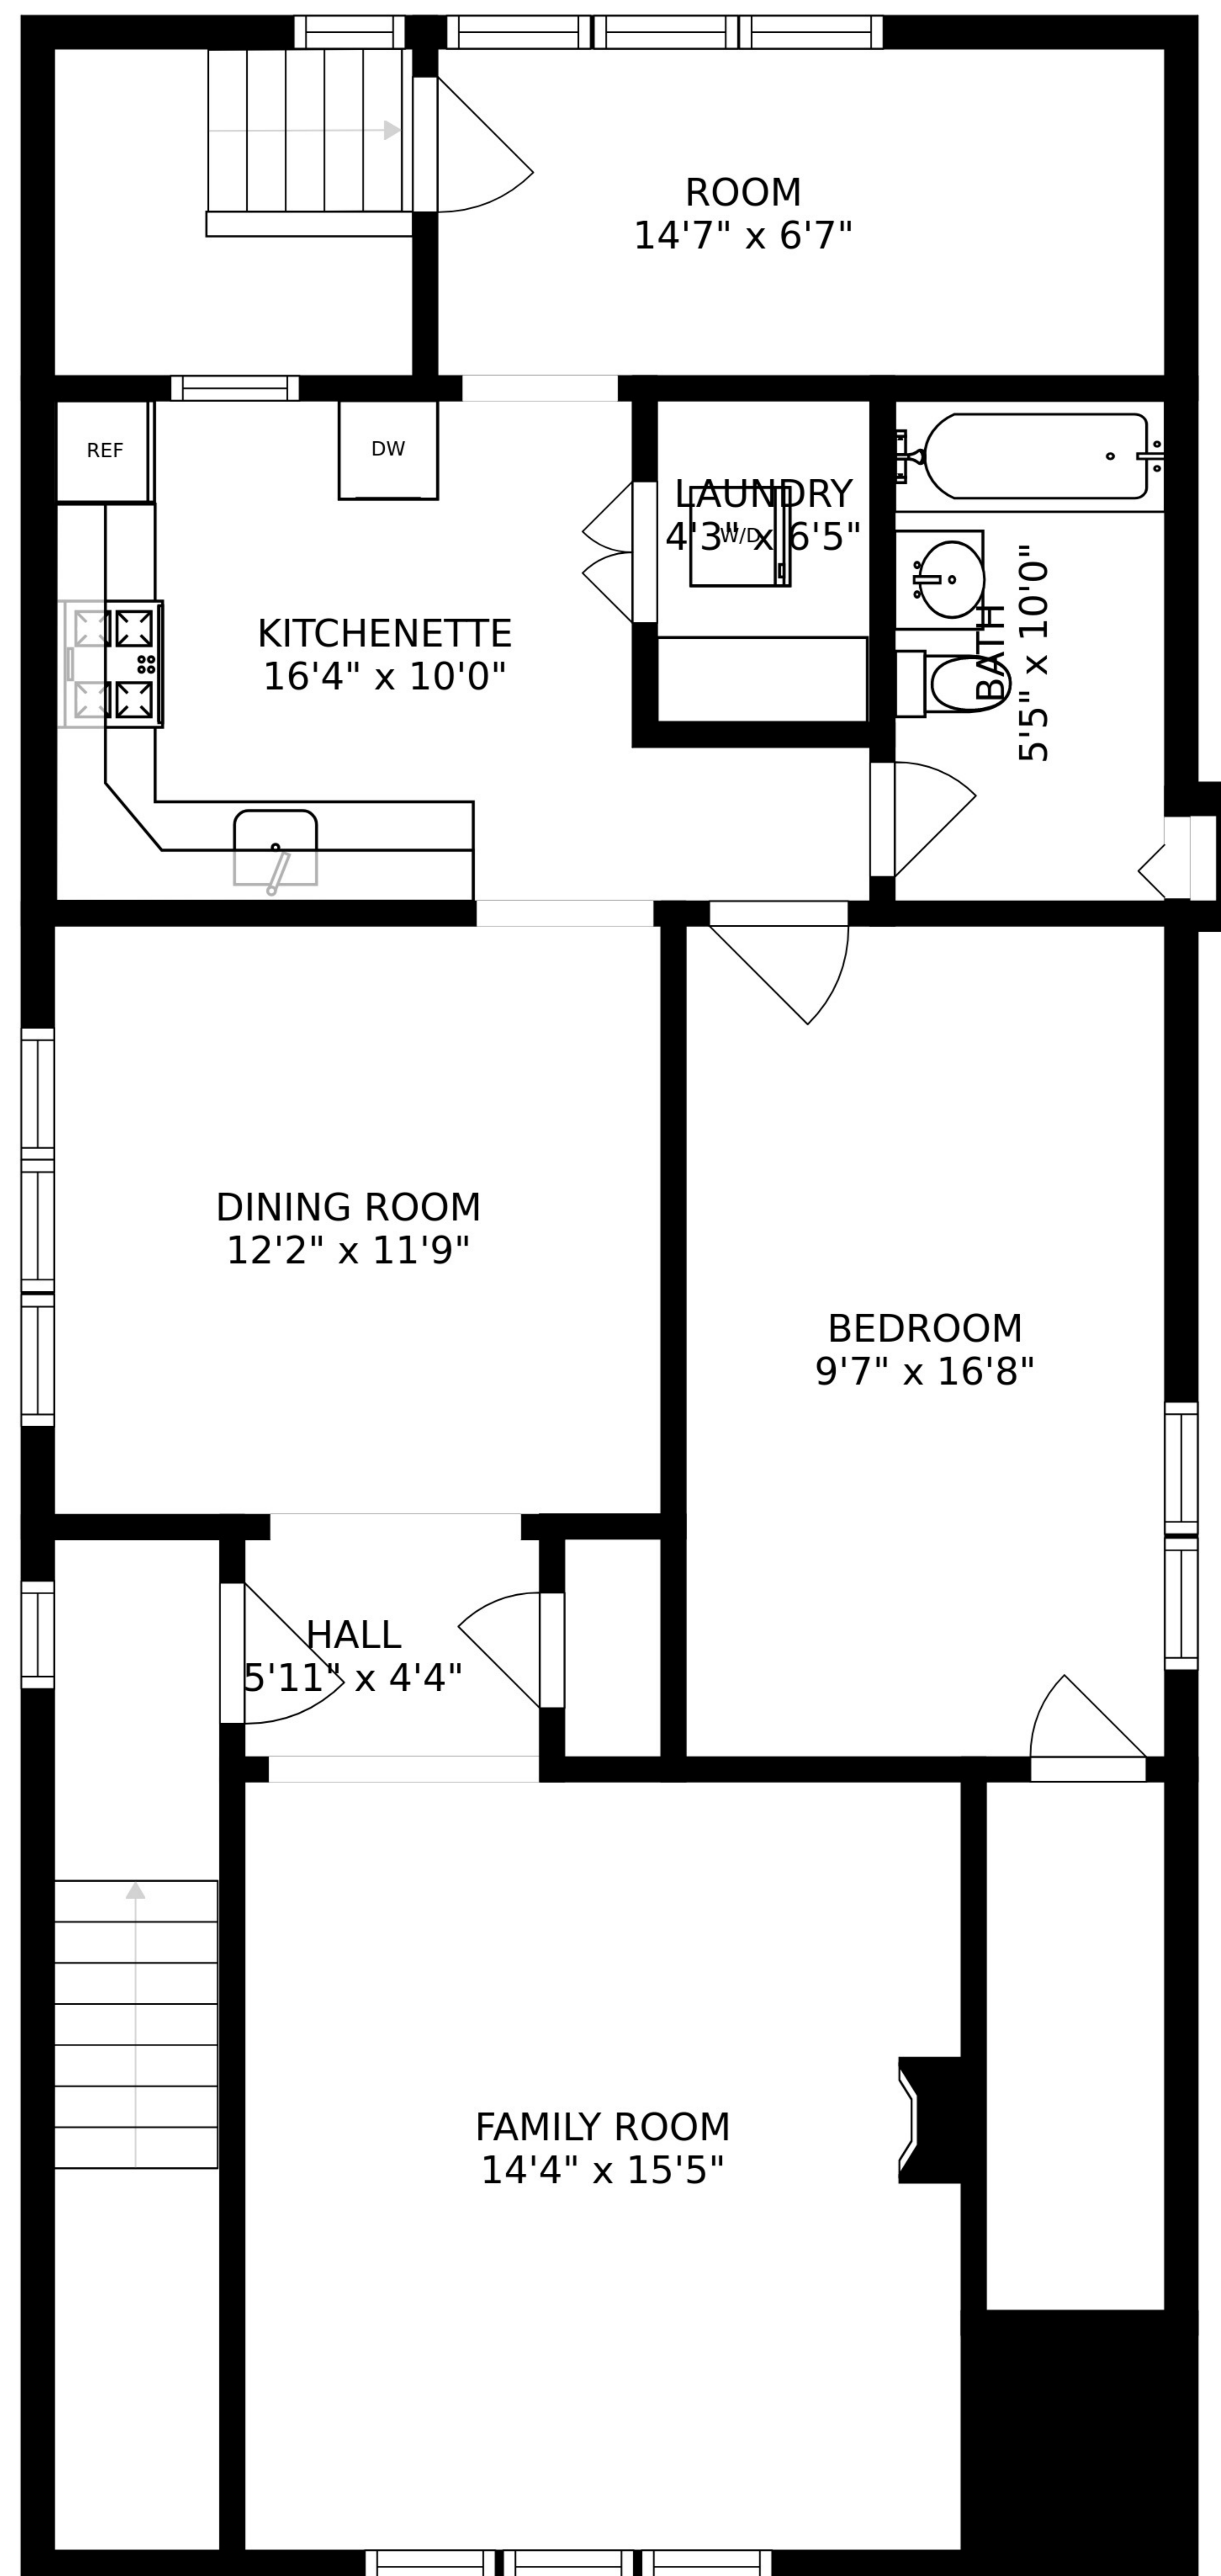 ROOM
14'7" x 6'7"
REF
DW
LAUNDRY
4'3" x 6'5"
W/D
KITCHENETTE
16'4" x 10'0"
BATH
5'5" x 10'0"
DINING ROOM
12'2" x 11'9"
BEDROOM
9'7" x 16'8"
HALL
5'11" x 4'4"
FAMILY ROOM
14'4" x 15'5"